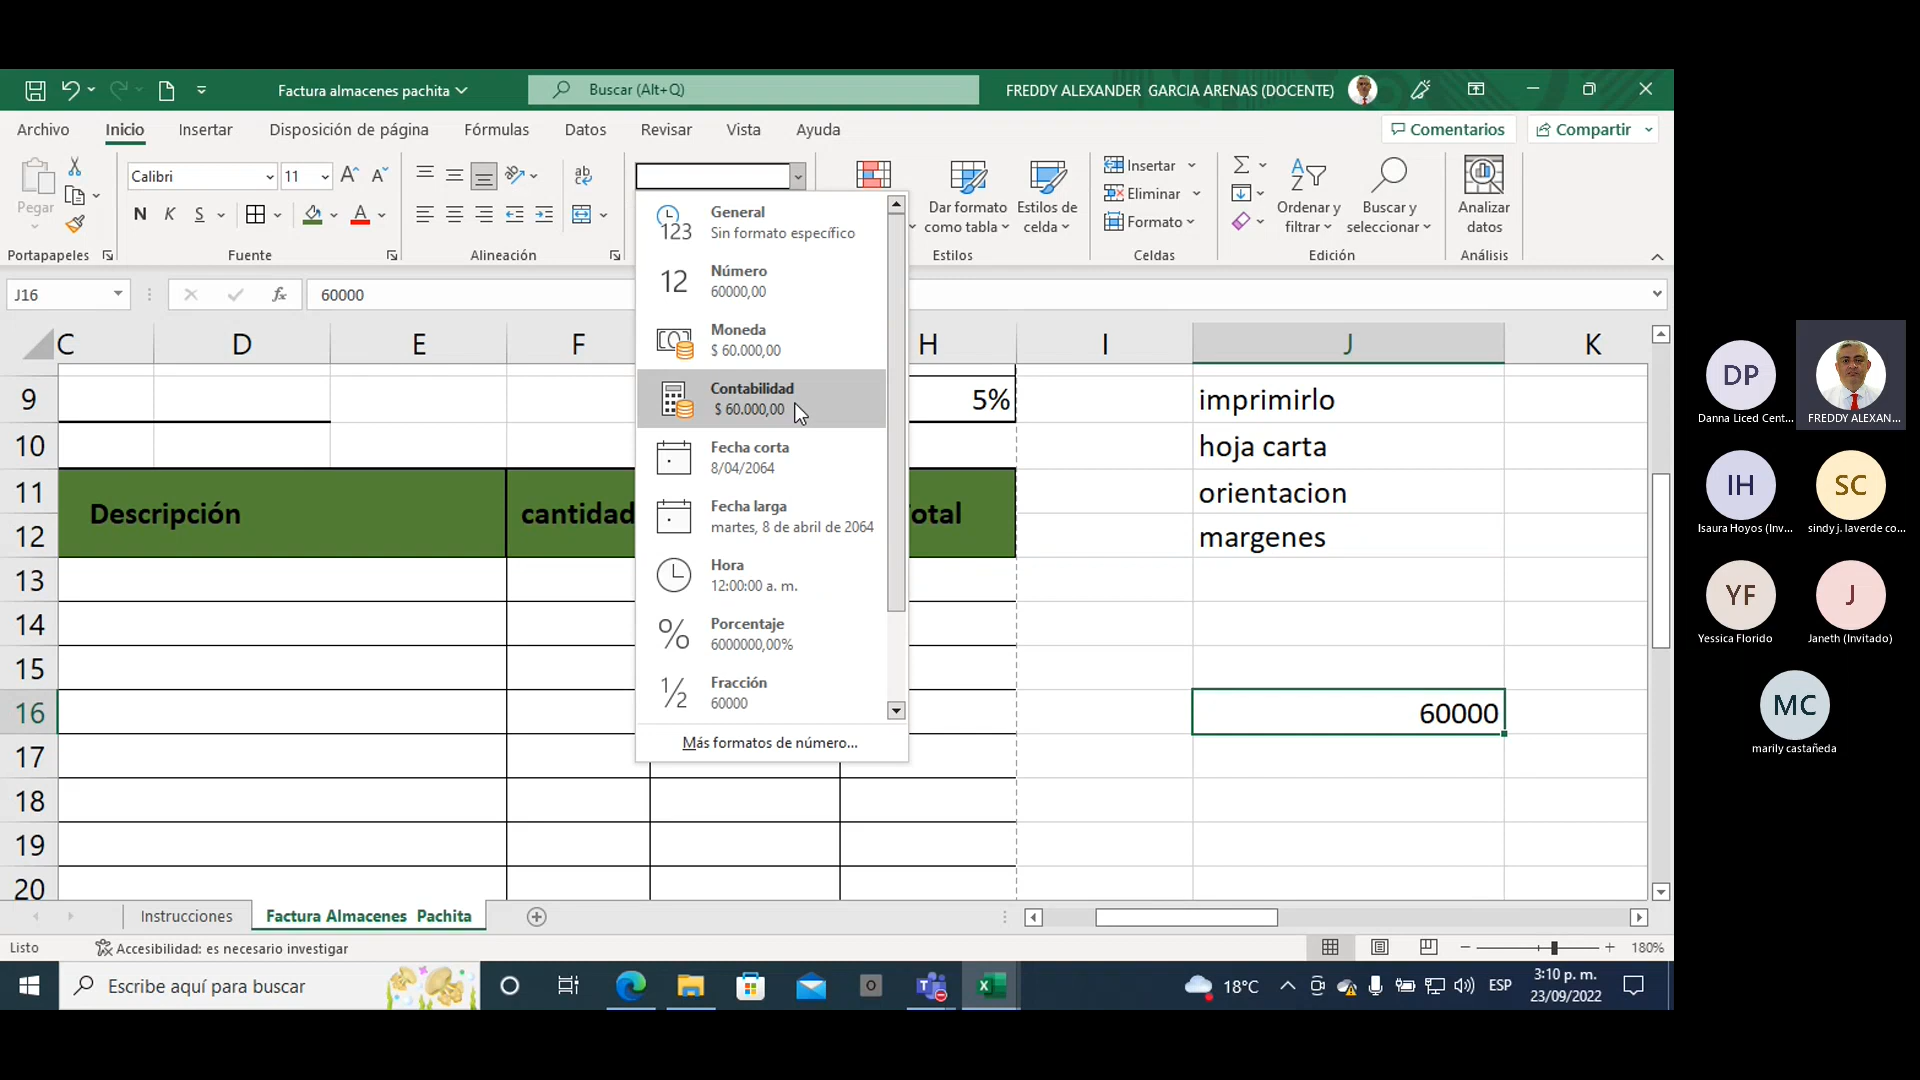 Factura almacenes pachita
Buscar (Alt+Q)
FREDDY ALEXANDER GARCIA ARENAS (DOCENTE)
Archivo
Inicio
Insertar
Disposición de página
Fórmulas
Datos
Revisar
Vista
Ayuda
Comentarios
Compartir
Pegar
Calibri
11
N K S
Dar formato
como tabla
Estilos de
celda
Insertar
Eliminar
Formato
Ordenar y
filtrar
Buscar y
seleccionar
Analizar
datos
Portapapeles
Fuente
Alineación
Estilos
Celdas
Edición
Análisis
J16
fx
60000
General
Sin formato específico
Número
60000,00
Moneda
$ 60.000,00
Contabilidad
$ 60.000,00
Fecha corta
8/04/2064
Fecha larga
martes, 8 de abril de 2064
Hora
12:00:00 a. m.
Porcentaje
6000000,00%
Fracción
60000
Más formatos de número...
C D E F H I J K
9
5%
imprimirlo
10
hoja carta
11
orientacion
Descripción
cantidad
otal
12
margenes
13
14
15
16
60000
17
18
19
20
Instrucciones
Factura Almacenes Pachita
Listo
Accesibilidad: es necesario investigar
180%
Escribe aquí para buscar
18°C
ESP
3:10 p. m.
23/09/2022
DP
Danna Liced Cent...
FREDDY ALEXAN...
IH
Isaura Hoyos (Inv...
SC
sindy j. laverde co...
YF
Yessica Florido
J
Janeth (Invitado)
MC
marily castañeda